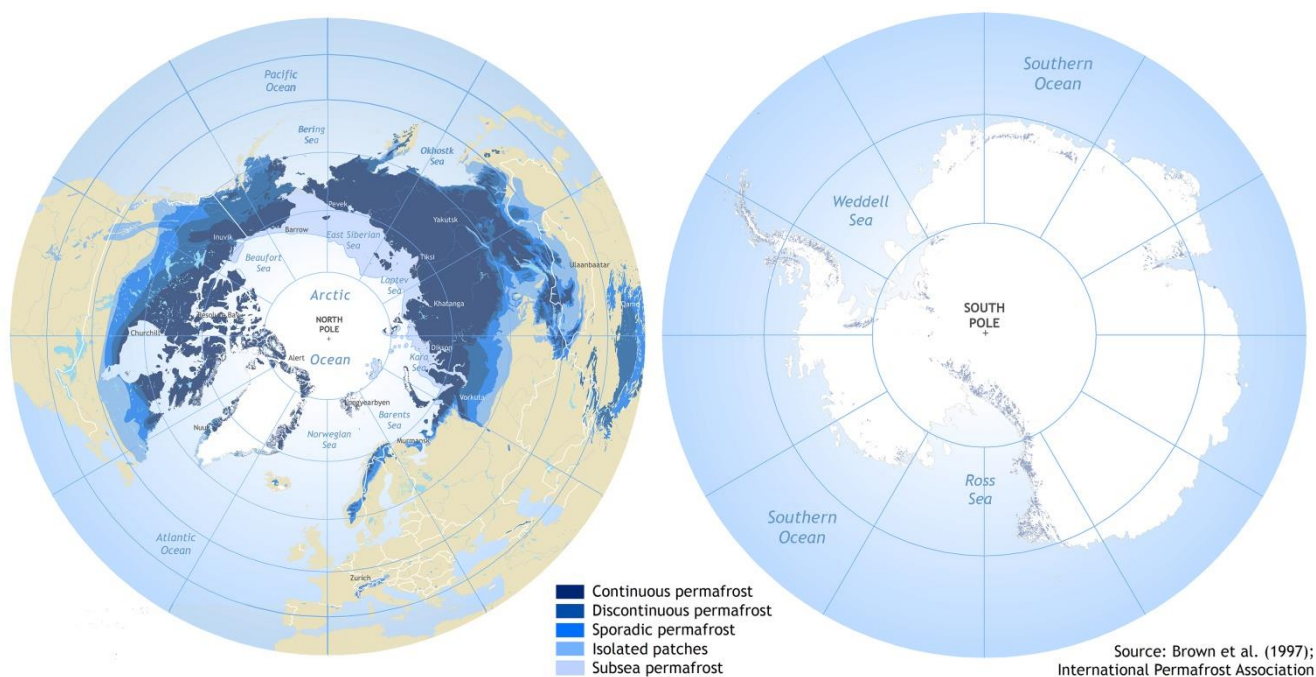 Pacific
Ocean
Bering
Sea
Okhostk
Sea
Pevek
Yakutsk
Inuvik
Barrow
East Siberian
Sea
Beaufort
Sea
Tiksi
Ulaanbaatar
Laptev
Sea
Arctic
Khatanga
Resolute Bay
NORTH
POLE
Churchill
Ocean
Alert
Kara
Sea
Dikson
Vorkuta
Longyearbyen
Barents
Sea
Nuuk
Norwegian
Sea
Murmansk
Atlantic
Ocean
Zurich
Southern
Ocean
Weddell
Sea
SOUTH
POLE
Ross
Sea
Southern
Ocean
Continuous permafrost
Discontinuous permafrost
Sporadic permafrost
Isolated patches
Subsea permafrost
Source: Brown et al. (1997);
International Permafrost Association